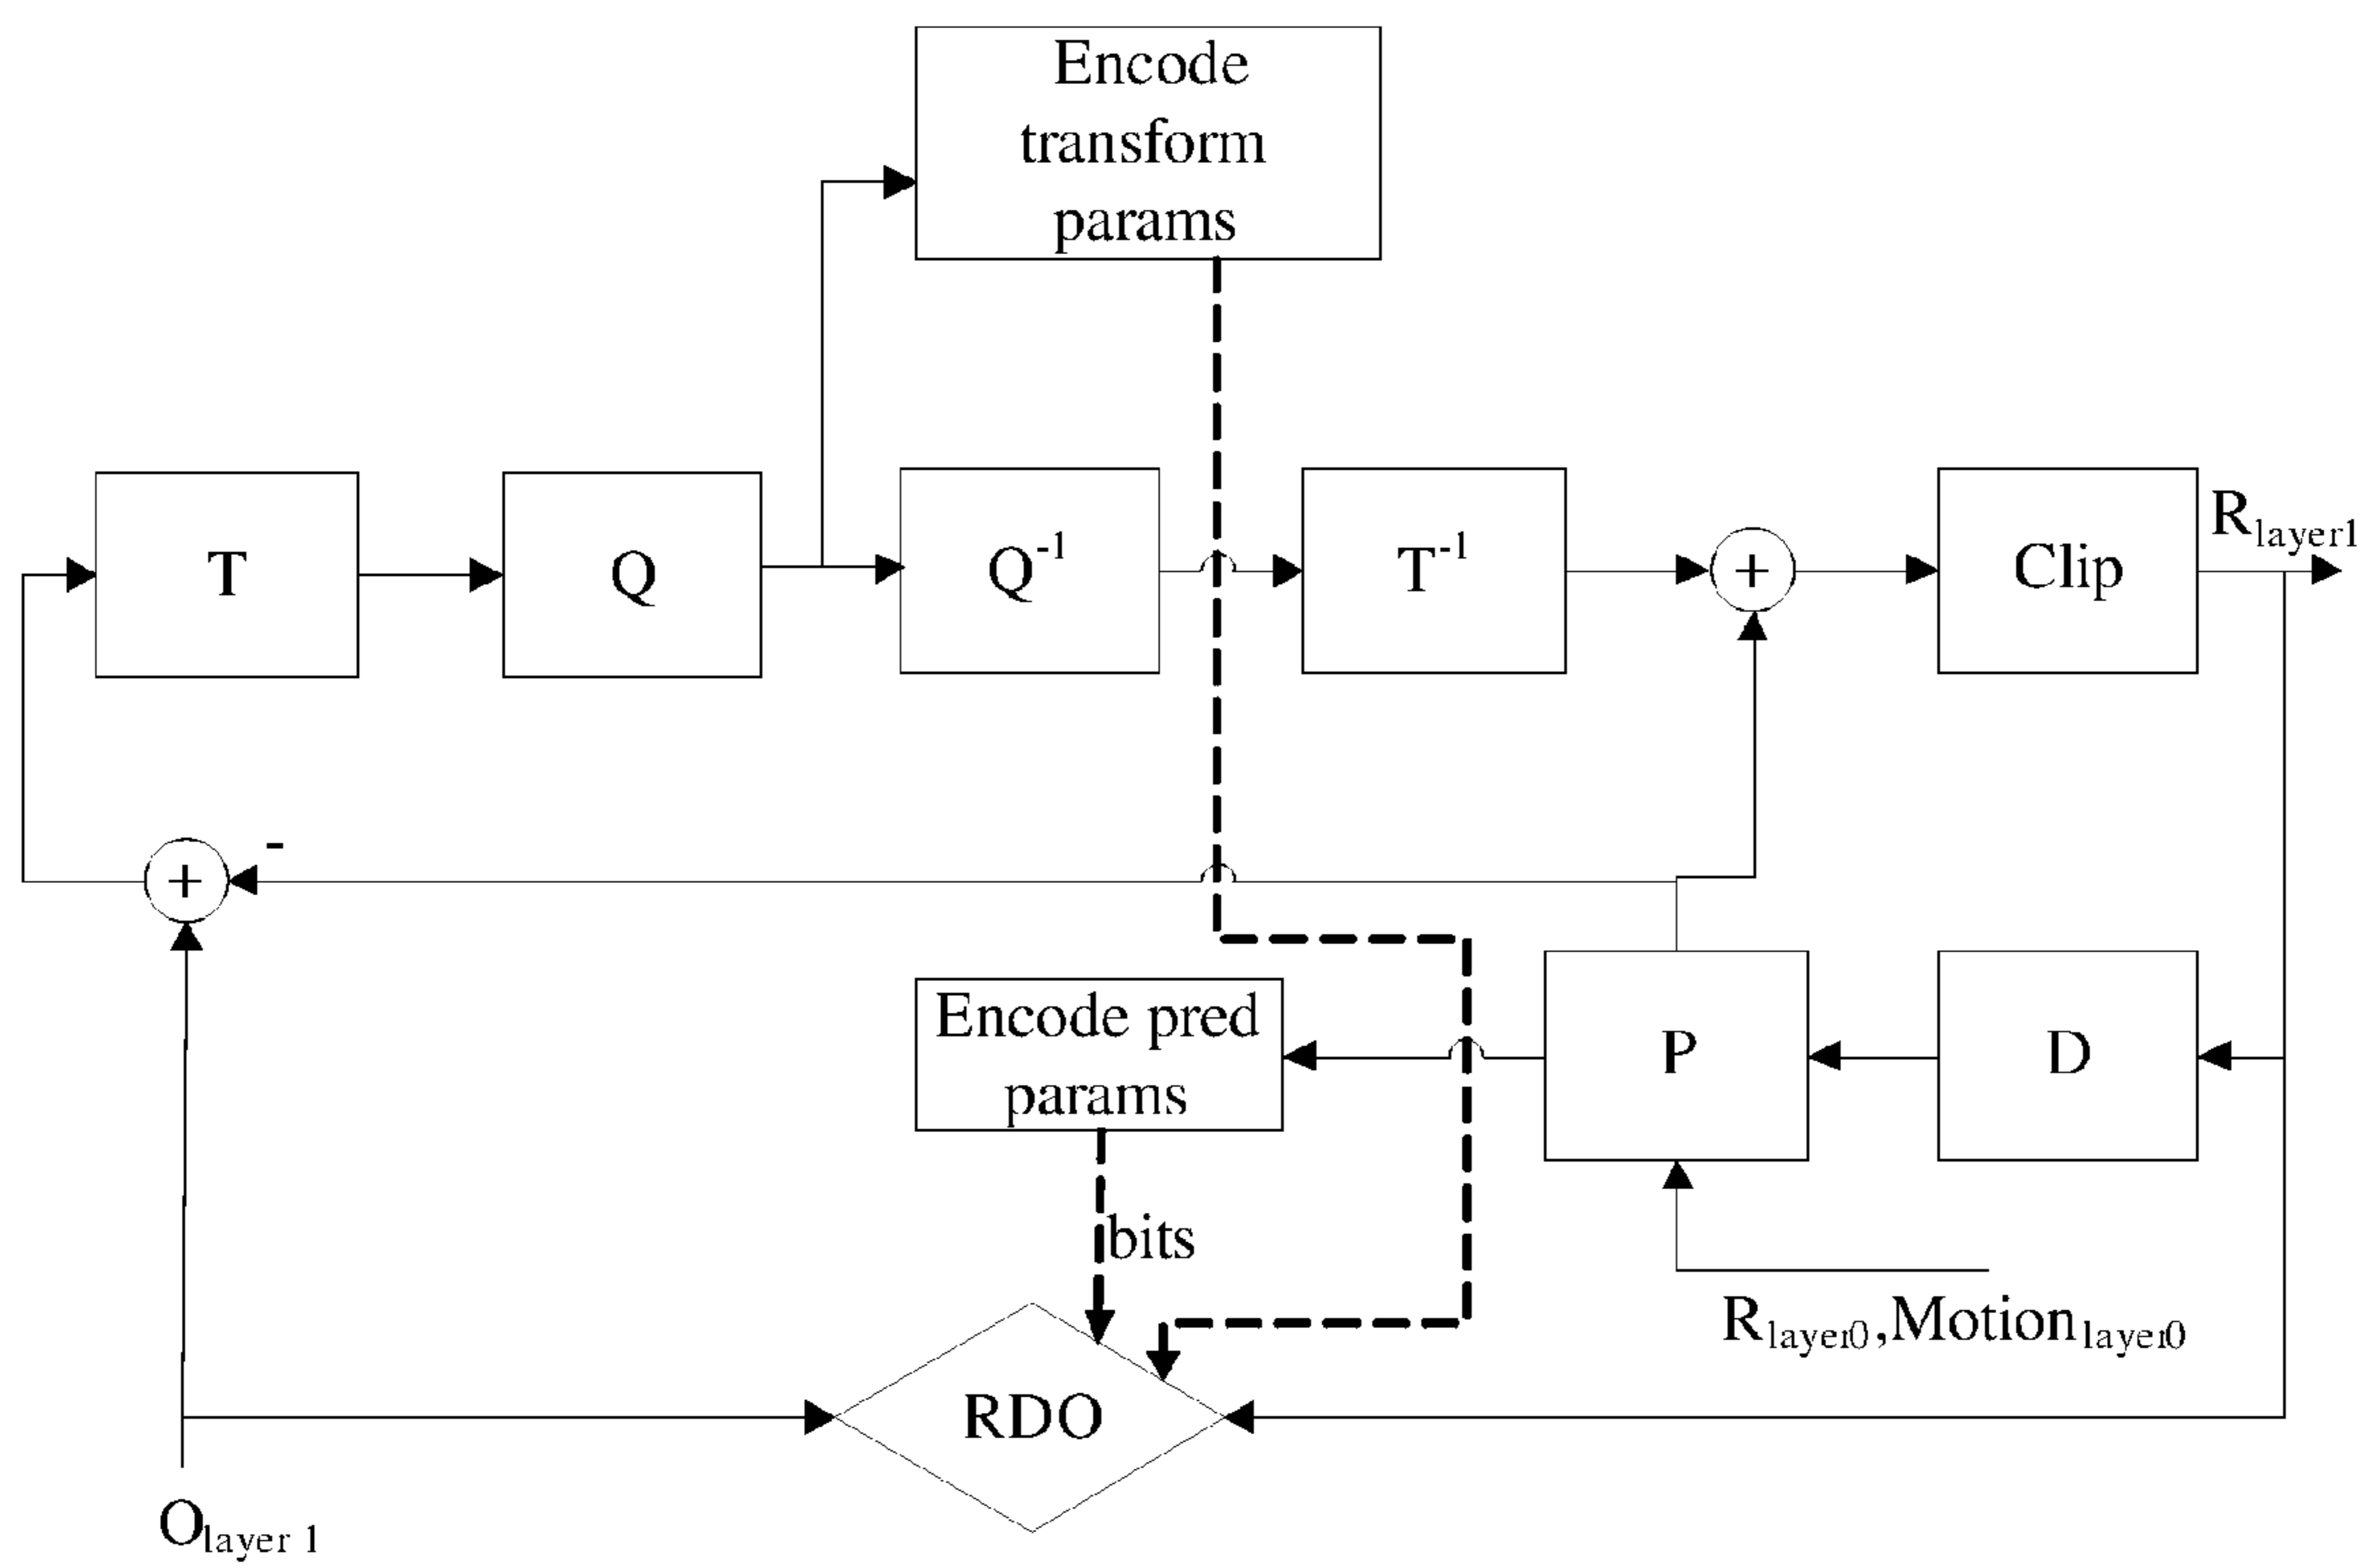 Encode
transform
params
T
Q
Q-1
T-1
+
Clip
Rlayer1
+
-
Encode pred
params
P
D
bits
Rlayer0,Motionlayer0
RDO
Olayer 1